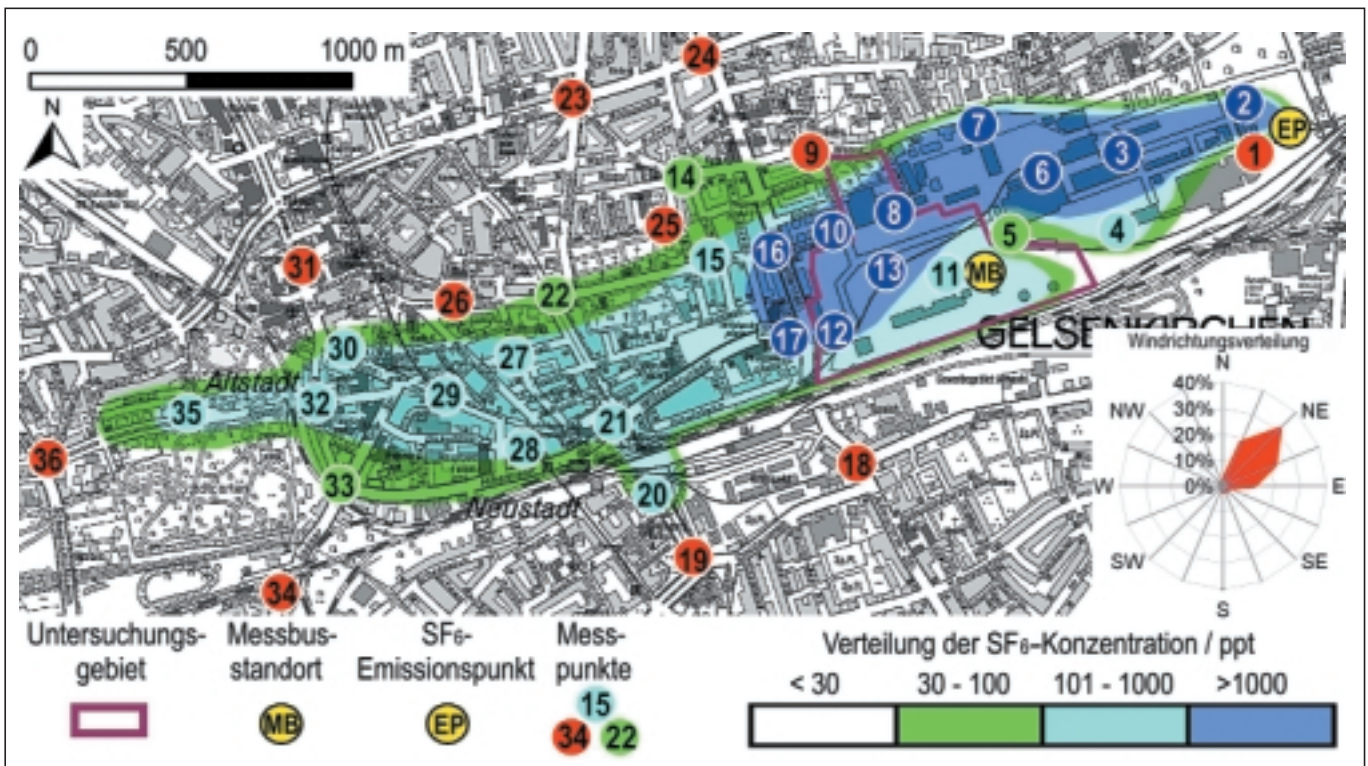 0 500 1000 m
N
24
23
2
EP
7
9
3
1
6
14
8
25
10
5
4
16
15
13
11
MB
31
22
26
17
12
GELSENKIRCHEN
30
27
Altstadt
29
35
32
21
28
36
18
33
20
Neustadt
19
34
Windrichtungsverteilung
N
40%
NW
30%
NE
20%
10%
W
0%
E
SW
SE
S
Untersuchungs-
gebiet
Messbus-
standort
MB
SF6-
Emissionspunkt
EP
Mess-
punkte
15
34 22
Verteilung der SF6-Konzentration / ppt
< 30 30 - 100 101 - 1000 >1000